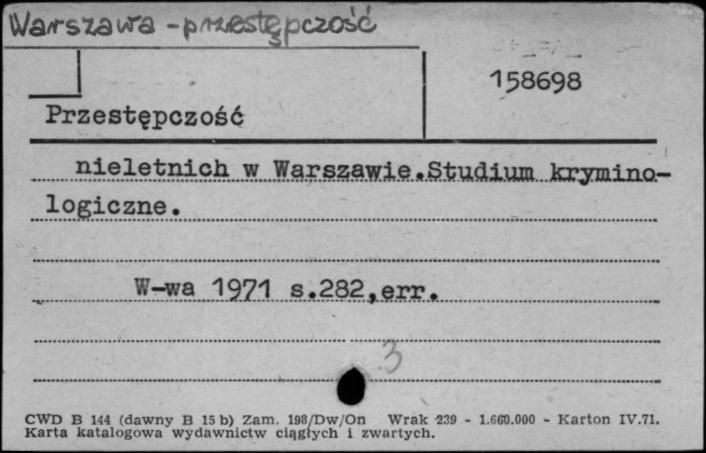 Warszawa - przestępczość
158698
Przestępczość
nieletnich w Warszawie.Studium krymino-
logiczne.
W-wa 1971 s.282,err.
3
CWD B 144 (dawny B 15 b) Zam. 198/Dw/On Wrak 239 - 1.660.000 - Karton IV.71.
Karta katalogowa wydawnictw ciągłych i zwartych.